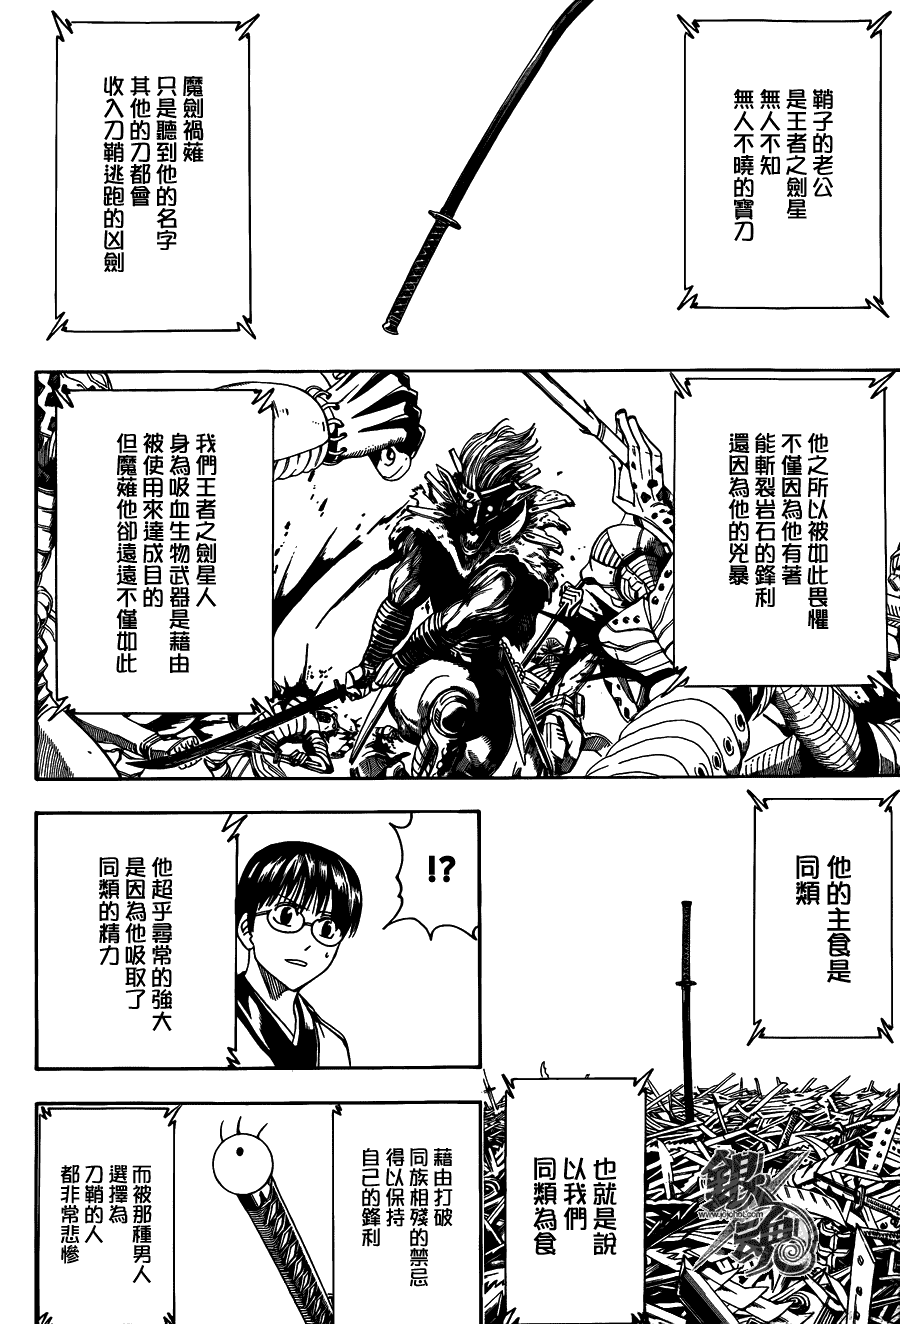 鞘子的老公
是王者之劍星
無人不知
無人不曉的寶刀
魔劍禍薙
只是聽到他的名字
其他的刀都會
收入刀鞘逃跑的凶劍
他之所以被如此畏懼
不僅因為他有著
能斬裂岩石的鋒利
還因為他的兇暴
我們王者之劍星人
身為吸血生物武器是藉由
被使用來達成目的
但魔薙他卻遠遠不僅如此
他的主食是
同類
!?
他超乎尋常的強大
是因為他吸取了
同類的精力
也就是說
以我們
同類為食
藉由打破
同族相殘的禁忌
得以保持
自己的鋒利
而被那種男人
選擇為
刀鞘的人
都非常悲慘
銀魂
www.jojohot.com